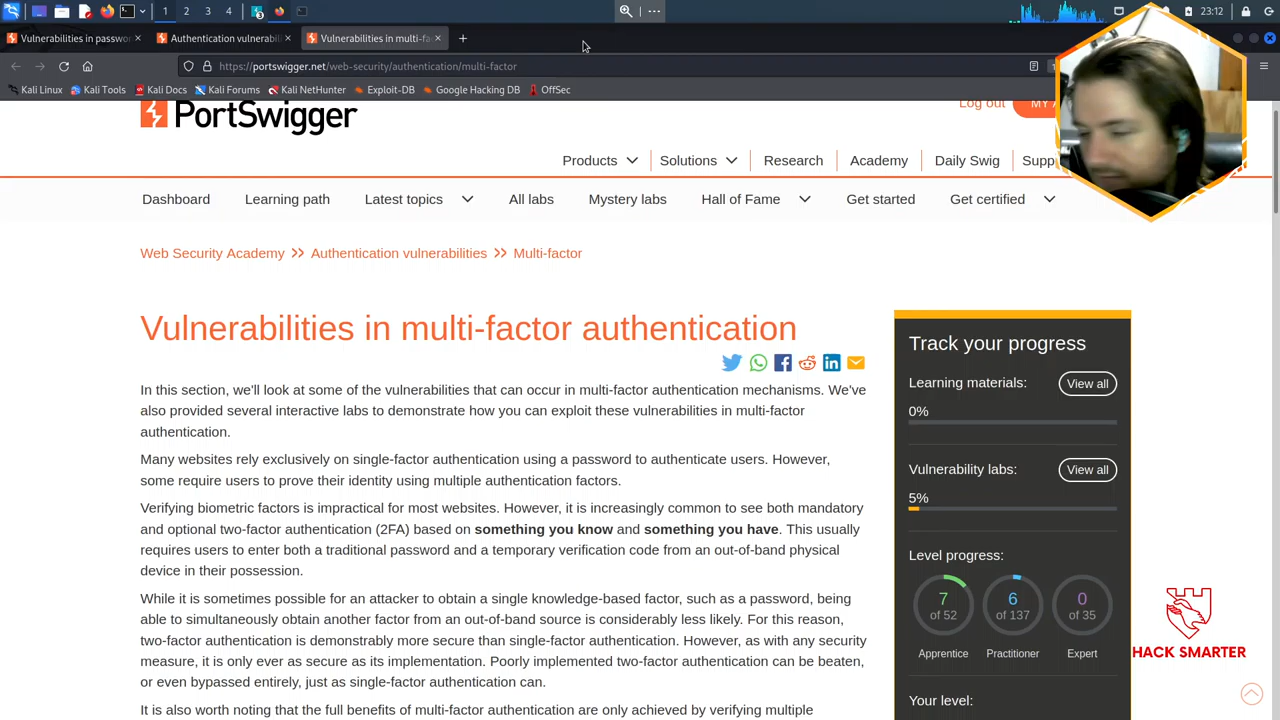 1 2 3 4 3 23:12
Vulnerabilities in passwo Authentication vulnerabili Vulnerabilities in multi-fa
https://portswigger.net/web-security/authentication/multi-factor
Kali Linux Kali Tools Kali Docs Kali Forums Kali NetHunter Exploit-DB Google Hacking DB OffSec
PortSwigger
Log out MY
Products Solutions Research Academy Daily Swig Supp
Dashboard Learning path Latest topics All labs Mystery labs Hall of Fame Get started Get certified
Web Security Academy >> Authentication vulnerabilities >> Multi-factor
Vulnerabilities in multi-factor authentication
In this section, we'll look at some of the vulnerabilities that can occur in multi-factor authentication mechanisms. We've
also provided several interactive labs to demonstrate how you can exploit these vulnerabilities in multi-factor
authentication.
Many websites rely exclusively on single-factor authentication using a password to authenticate users. However,
some require users to prove their identity using multiple authentication factors.
Verifying biometric factors is impractical for most websites. However, it is increasingly common to see both mandatory
and optional two-factor authentication (2FA) based on something you know and something you have. This usually
requires users to enter both a traditional password and a temporary verification code from an out-of-band physical
device in their possession.
While it is sometimes possible for an attacker to obtain a single knowledge-based factor, such as a password, being
able to simultaneously obtain another factor from an out-of-band source is considerably less likely. For this reason,
two-factor authentication is demonstrably more secure than single-factor authentication. However, as with any security
measure, it is only ever as secure as its implementation. Poorly implemented two-factor authentication can be beaten,
or even bypassed entirely, just as single-factor authentication can.
It is also worth noting that the full benefits of multi-factor authentication are only achieved by verifying multiple
Track your progress
Learning materials: View all
0%
Vulnerability labs: View all
5%
Level progress:
7 6 0
of 52 of 137 of 35
Apprentice Practitioner Expert
Your level:
HACK SMARTER